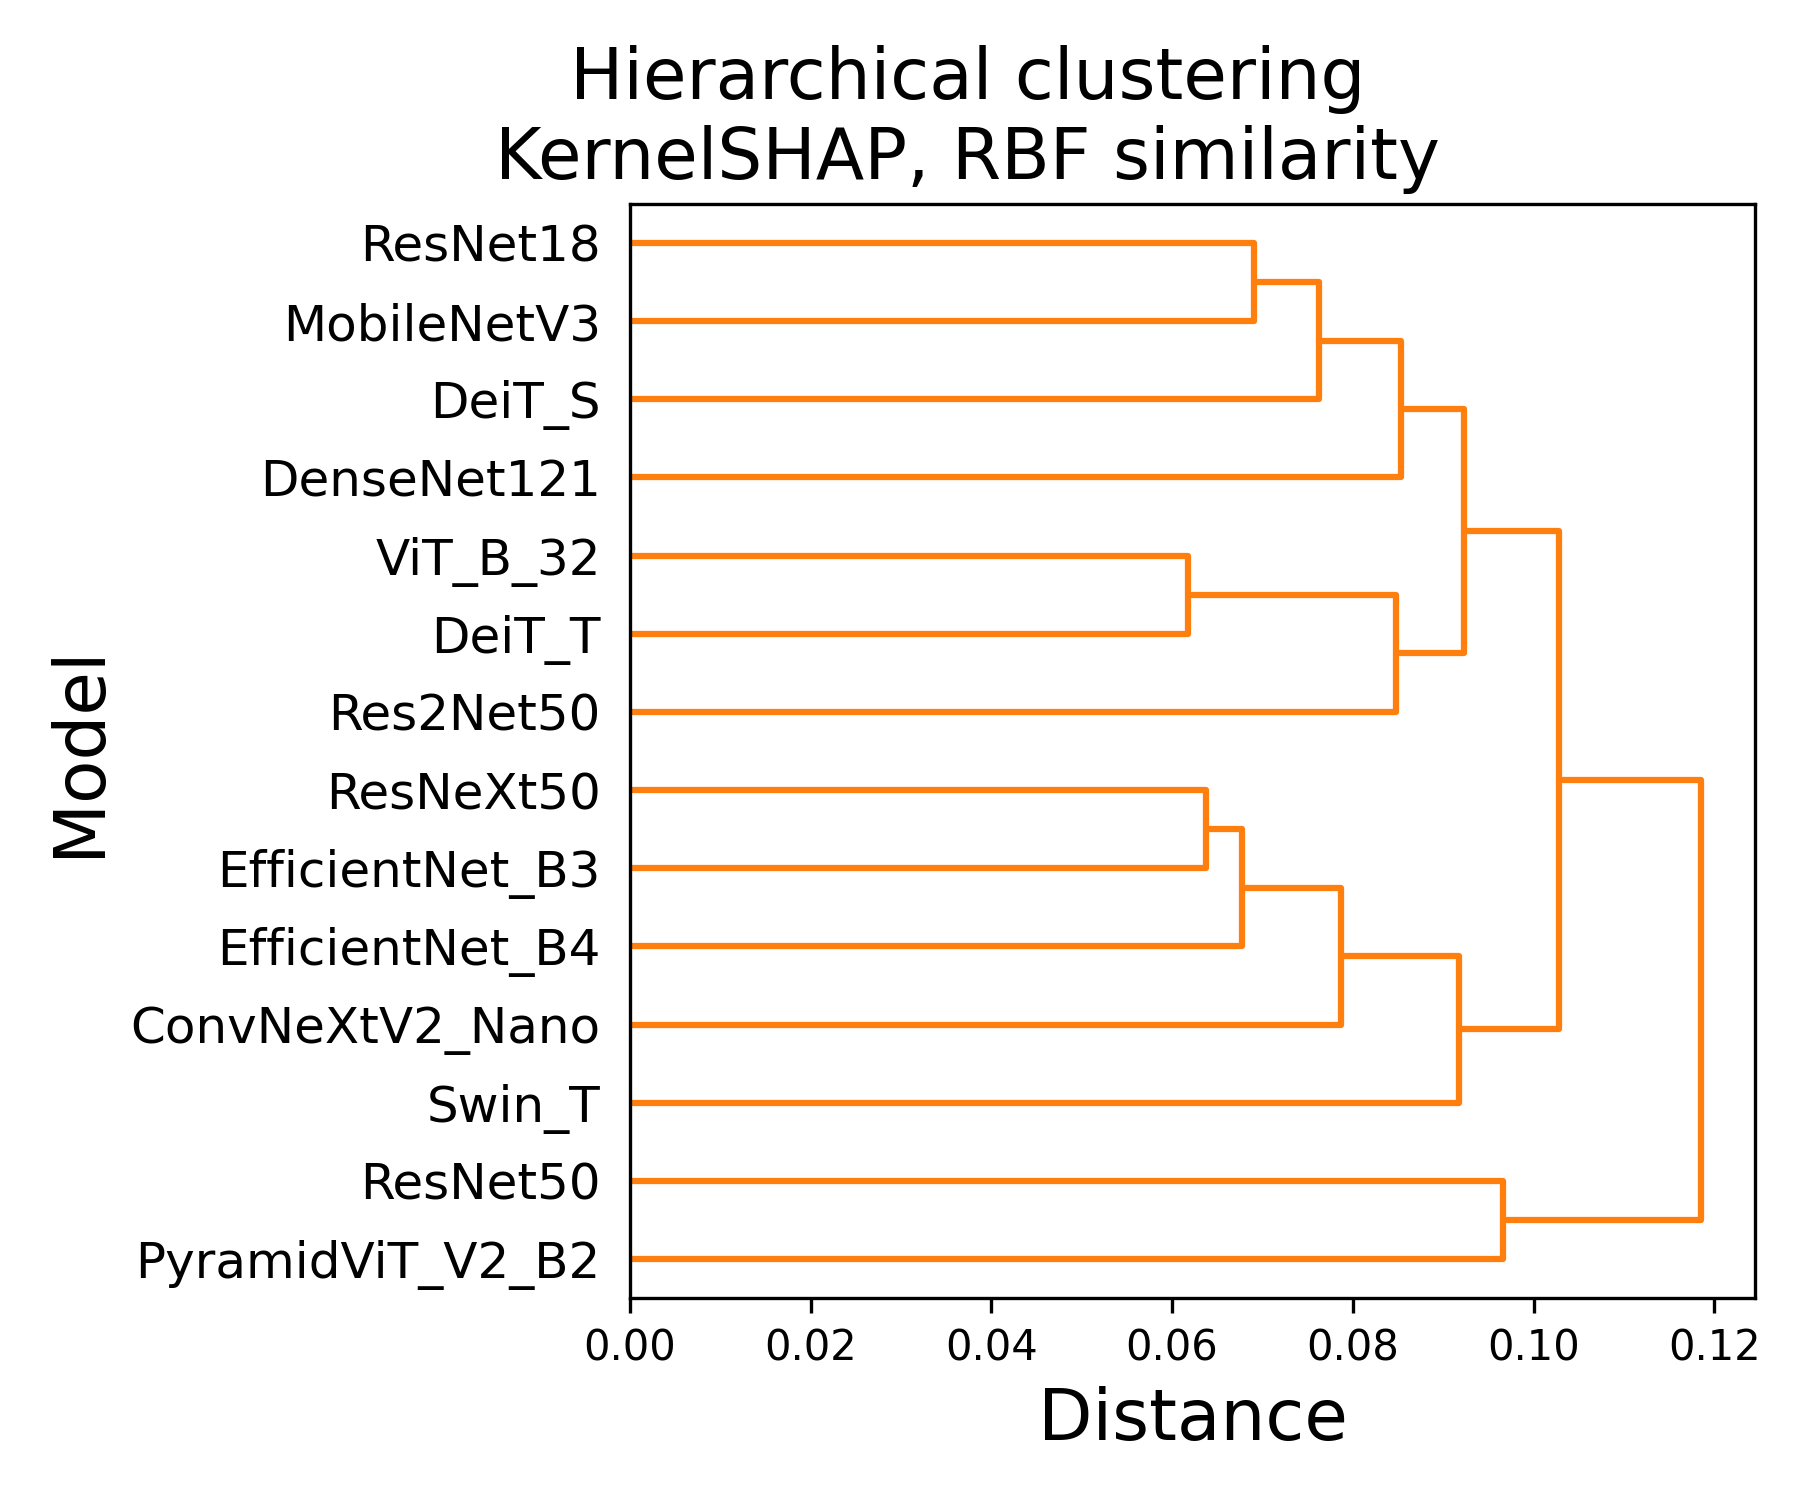 Hierarchical clustering
KernelSHAP, RBF similarity
ResNet18
MobileNetV3
DeiT_S
DenseNet121
ViT_B_32
DeiT_T
Res2Net50
ResNeXt50
EfficientNet_B3
EfficientNet_B4
ConvNeXtV2_Nano
Swin_T
ResNet50
PyramidViT_V2_B2
Model
0.00 0.02 0.04 0.06 0.08 0.10 0.12
Distance